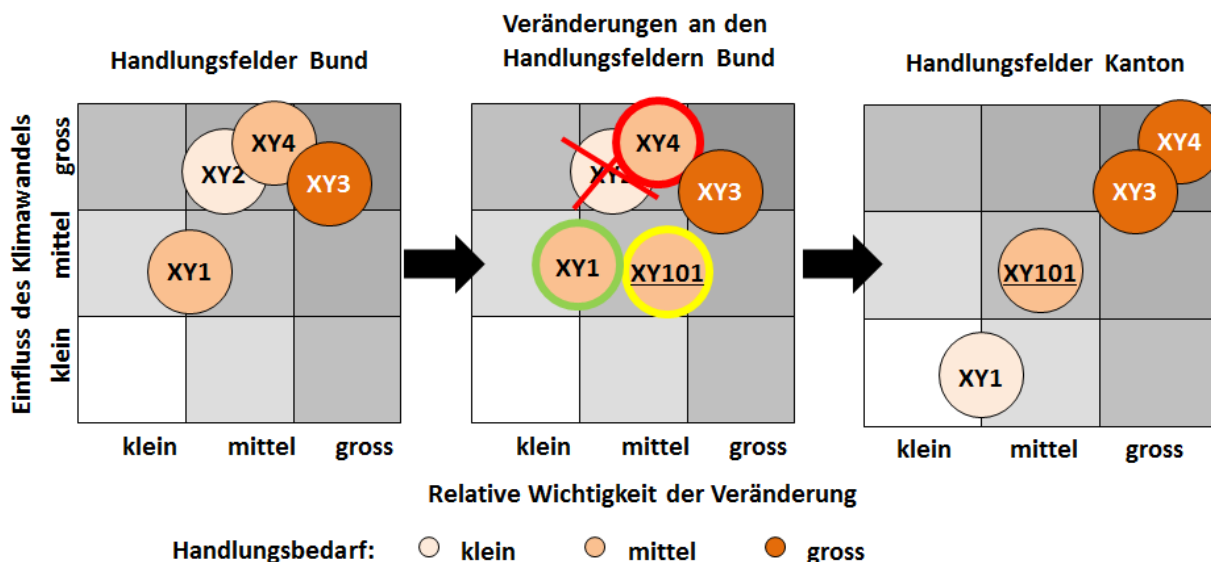 Handlungsfelder Bund
Veränderungen an den
Handlungsfeldern Bund
Handlungsfelder Kanton
Einfluss des Klimawandels
gross
mittel
klein
XY4
XY2
XY3
XY1
XY4
XY2
XY3
XY1
XY101
XY4
XY3
XY101
XY1
klein mittel gross
klein mittel gross
klein mittel gross
Relative Wichtigkeit der Veränderung
Handlungsbedarf: klein mittel gross